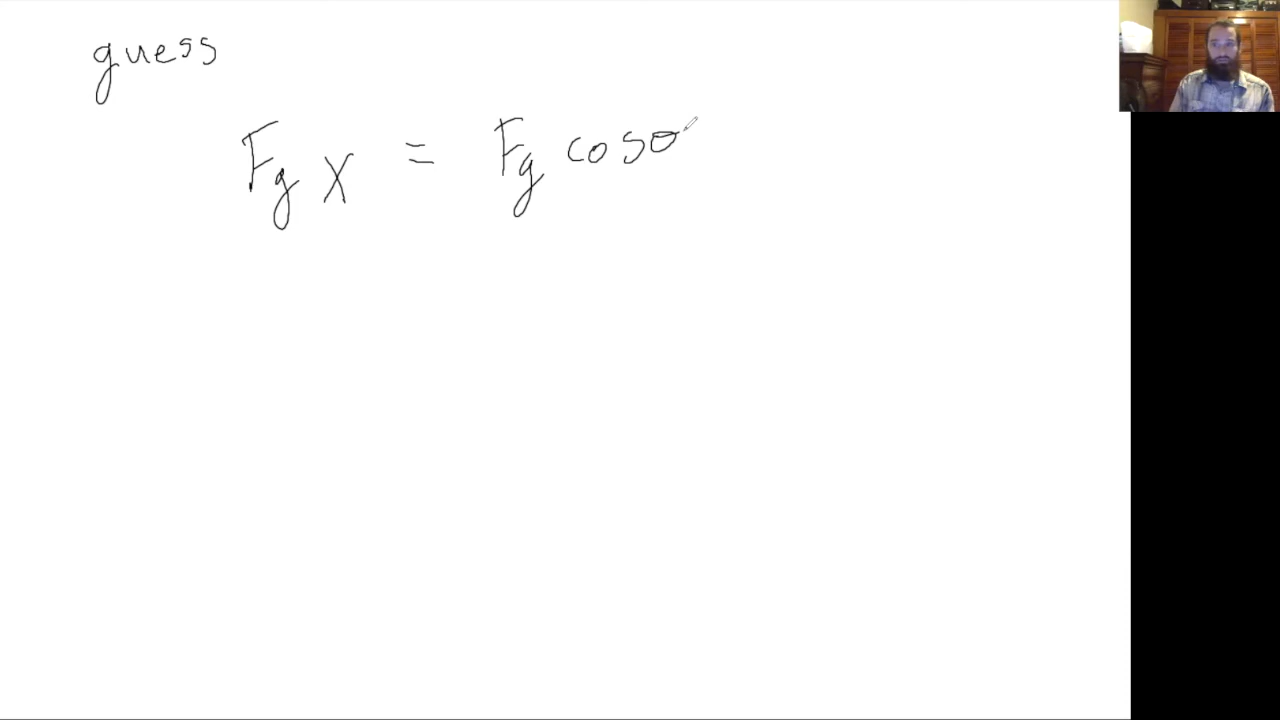 guess
Fg x = Fg cosθ